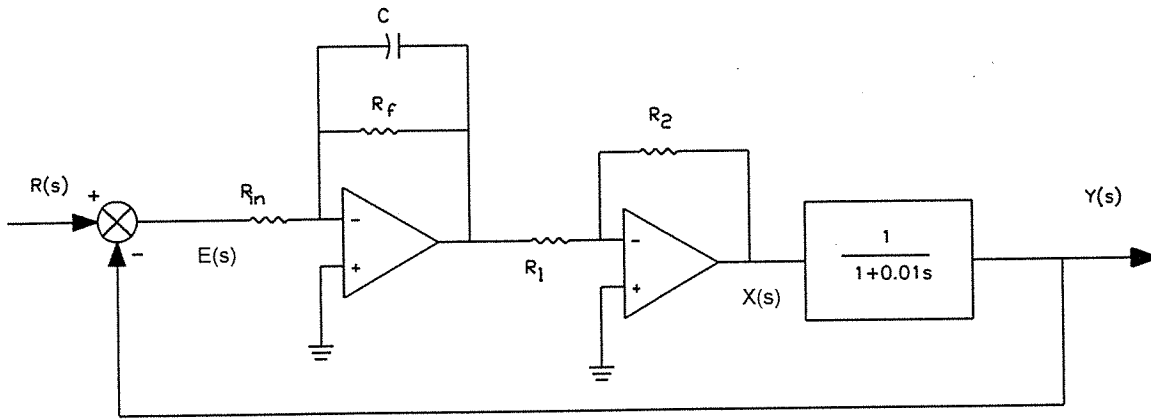 C
R_f
R_2
R(s)
+
R_in
−
Y(s)
−
−
1
1+0.01s
E(s)
+
R_1
+
X(s)